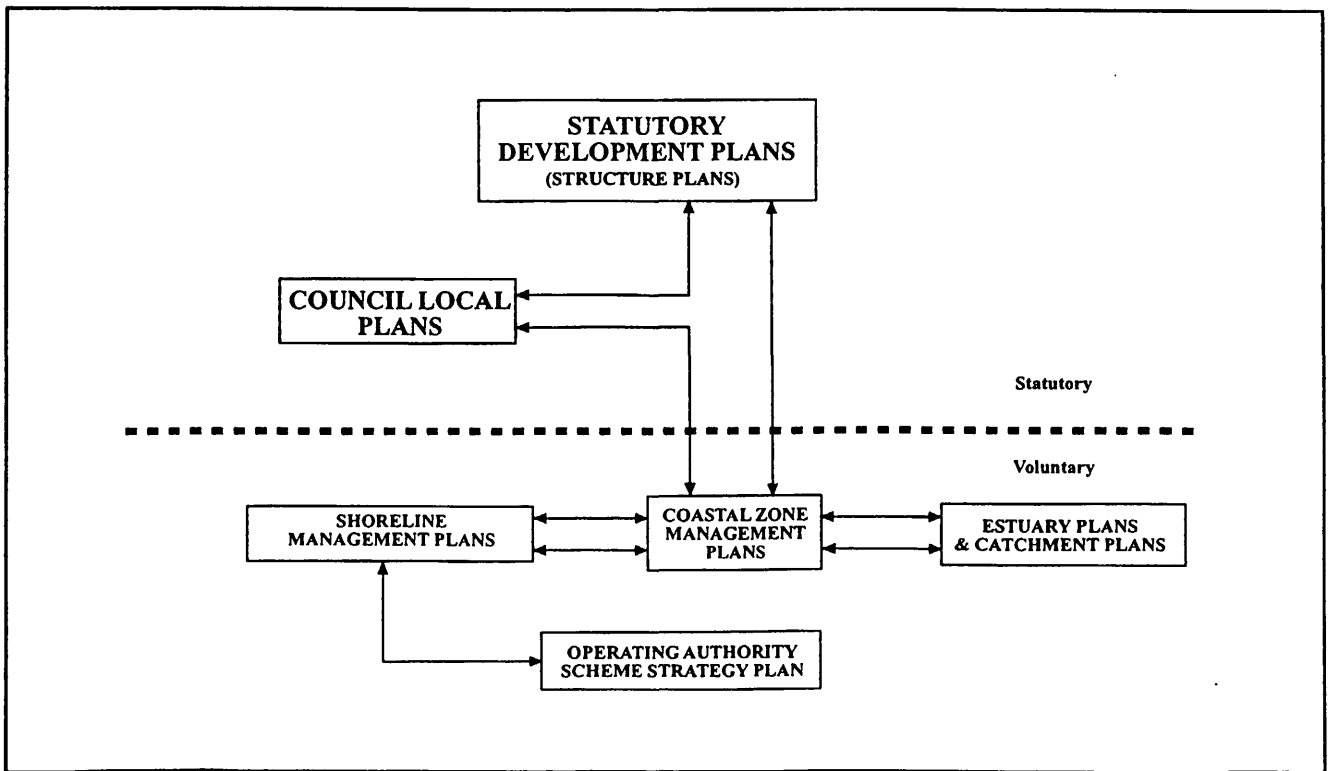 STATUTORY
DEVELOPMENT PLANS
(STRUCTURE PLANS)
COUNCIL LOCAL
PLANS
Statutory
Voluntary
SHORELINE
MANAGEMENT PLANS
COASTAL ZONE
MANAGEMENT
PLANS
ESTUARY PLANS
& CATCHMENT PLANS
OPERATING AUTHORITY
SCHEME STRATEGY PLAN